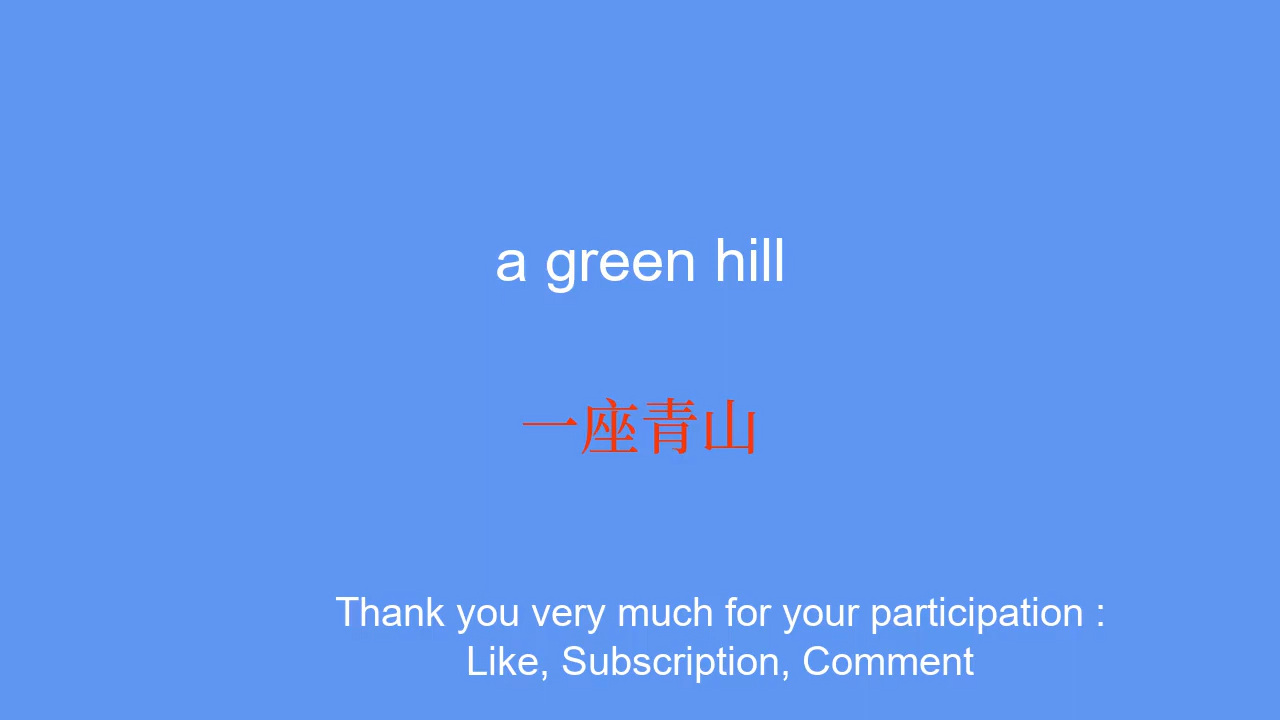 a green hill
一座青山
Thank you very much for your participation :
Like, Subscription, Comment